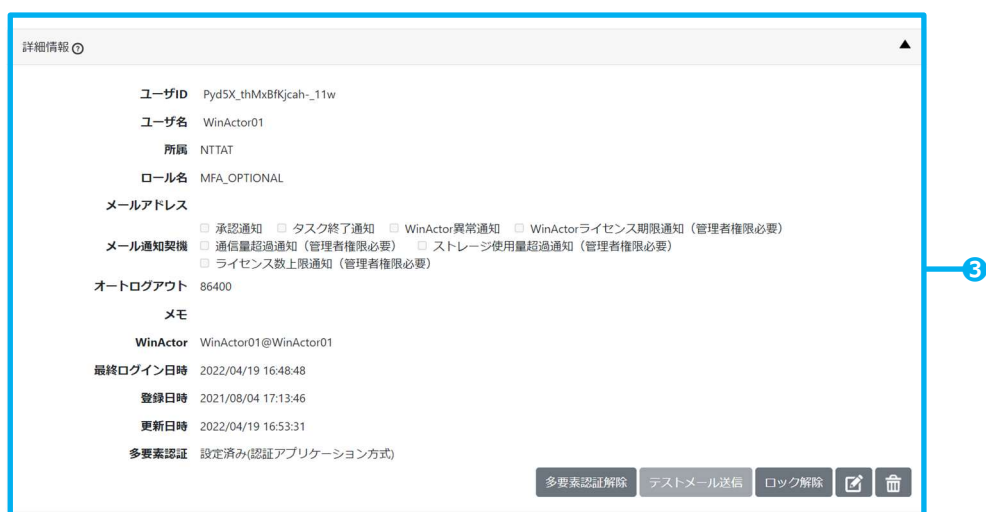 詳細情報 ?
ユーザID Pyd5X_thMxBfKjcah-_11w
ユーザ名 WinActor01
所属 NTTAT
ロール名 MFA_OPTIONAL
メールアドレス
承認通知 タスク終了通知 WinActor異常通知 WinActorライセンス期限通知（管理者権限必要）
メール通知契機 通信量超過通知（管理者権限必要） ストレージ使用量超過通知（管理者権限必要）
ライセンス数上限通知（管理者権限必要）
オートログアウト 86400
3
メモ
WinActor WinActor01@WinActor01
最終ログイン日時 2022/04/19 16:48:48
登録日時 2021/08/04 17:13:46
更新日時 2022/04/19 16:53:31
多要素認証 設定済み(認証アプリケーション方式)
多要素認証解除 テストメール送信 ロック解除